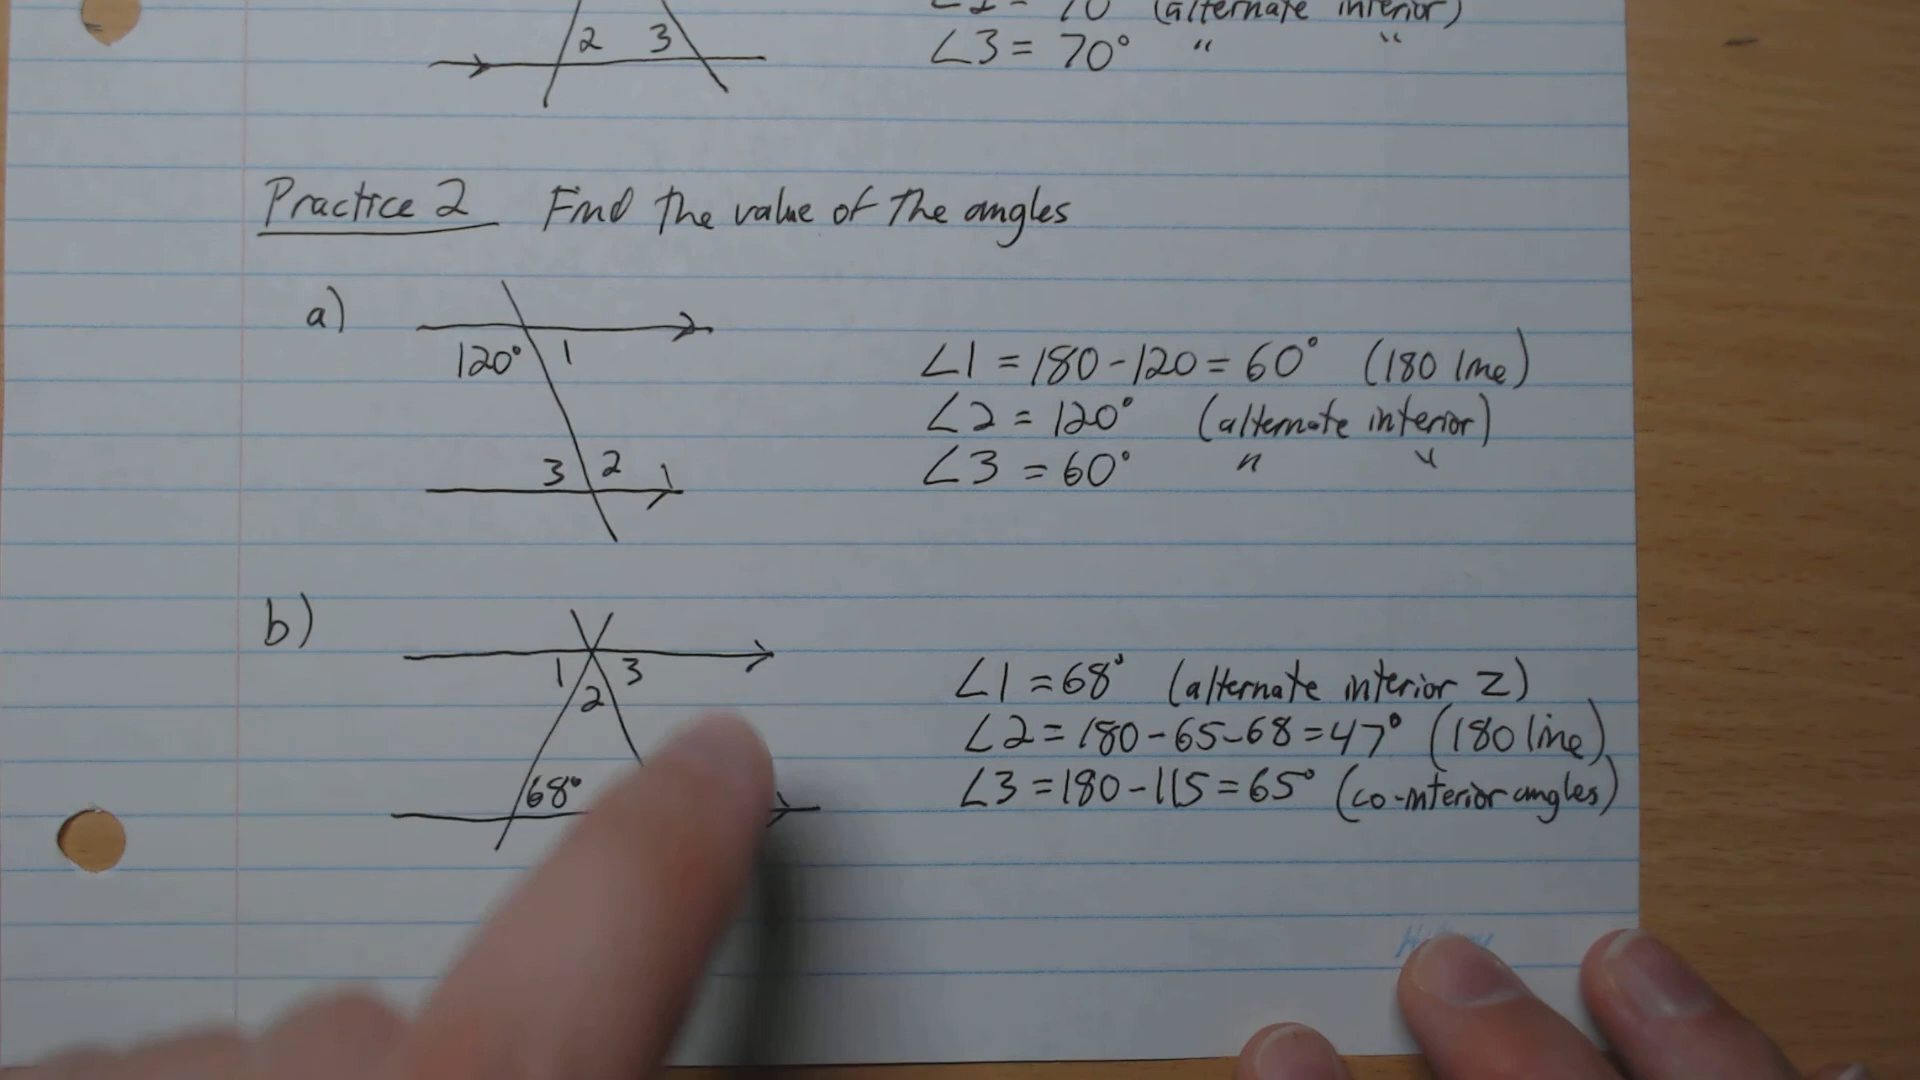 2 3
(alternate interior)
∠3 = 70° " "
Practice 2 Find the value of the angles
a)
120° 1
3 2
∠1 = 180 - 120 = 60° (180 line)
∠2 = 120° (alternate interior)
∠3 = 60° " "
b)
1 3
2
68°
∠1 = 68° (alternate interior Z)
∠2 = 180 - 65 - 68 = 47° (180 line)
∠3 = 180 - 115 = 65° (co-interior angles)